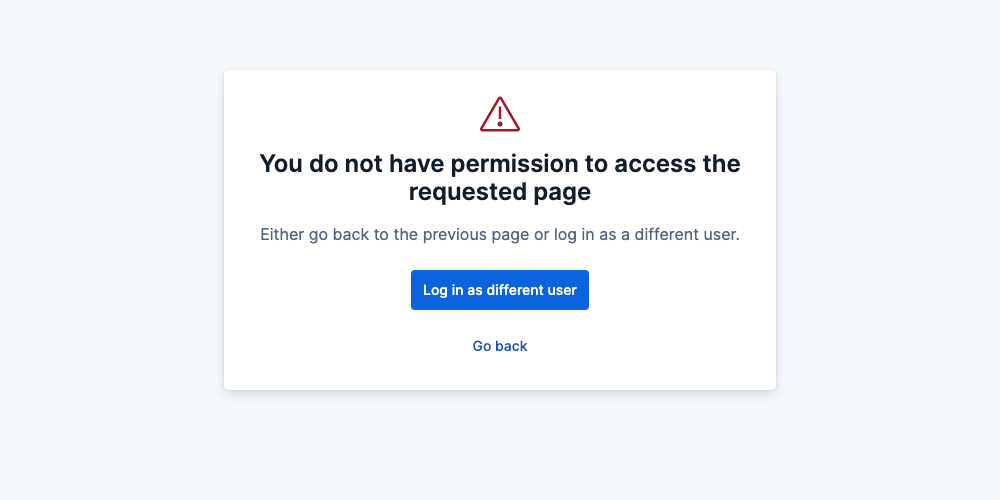 You do not have permission to access the
requested page
Either go back to the previous page or log in as a different user.
Log in as different user
Go back